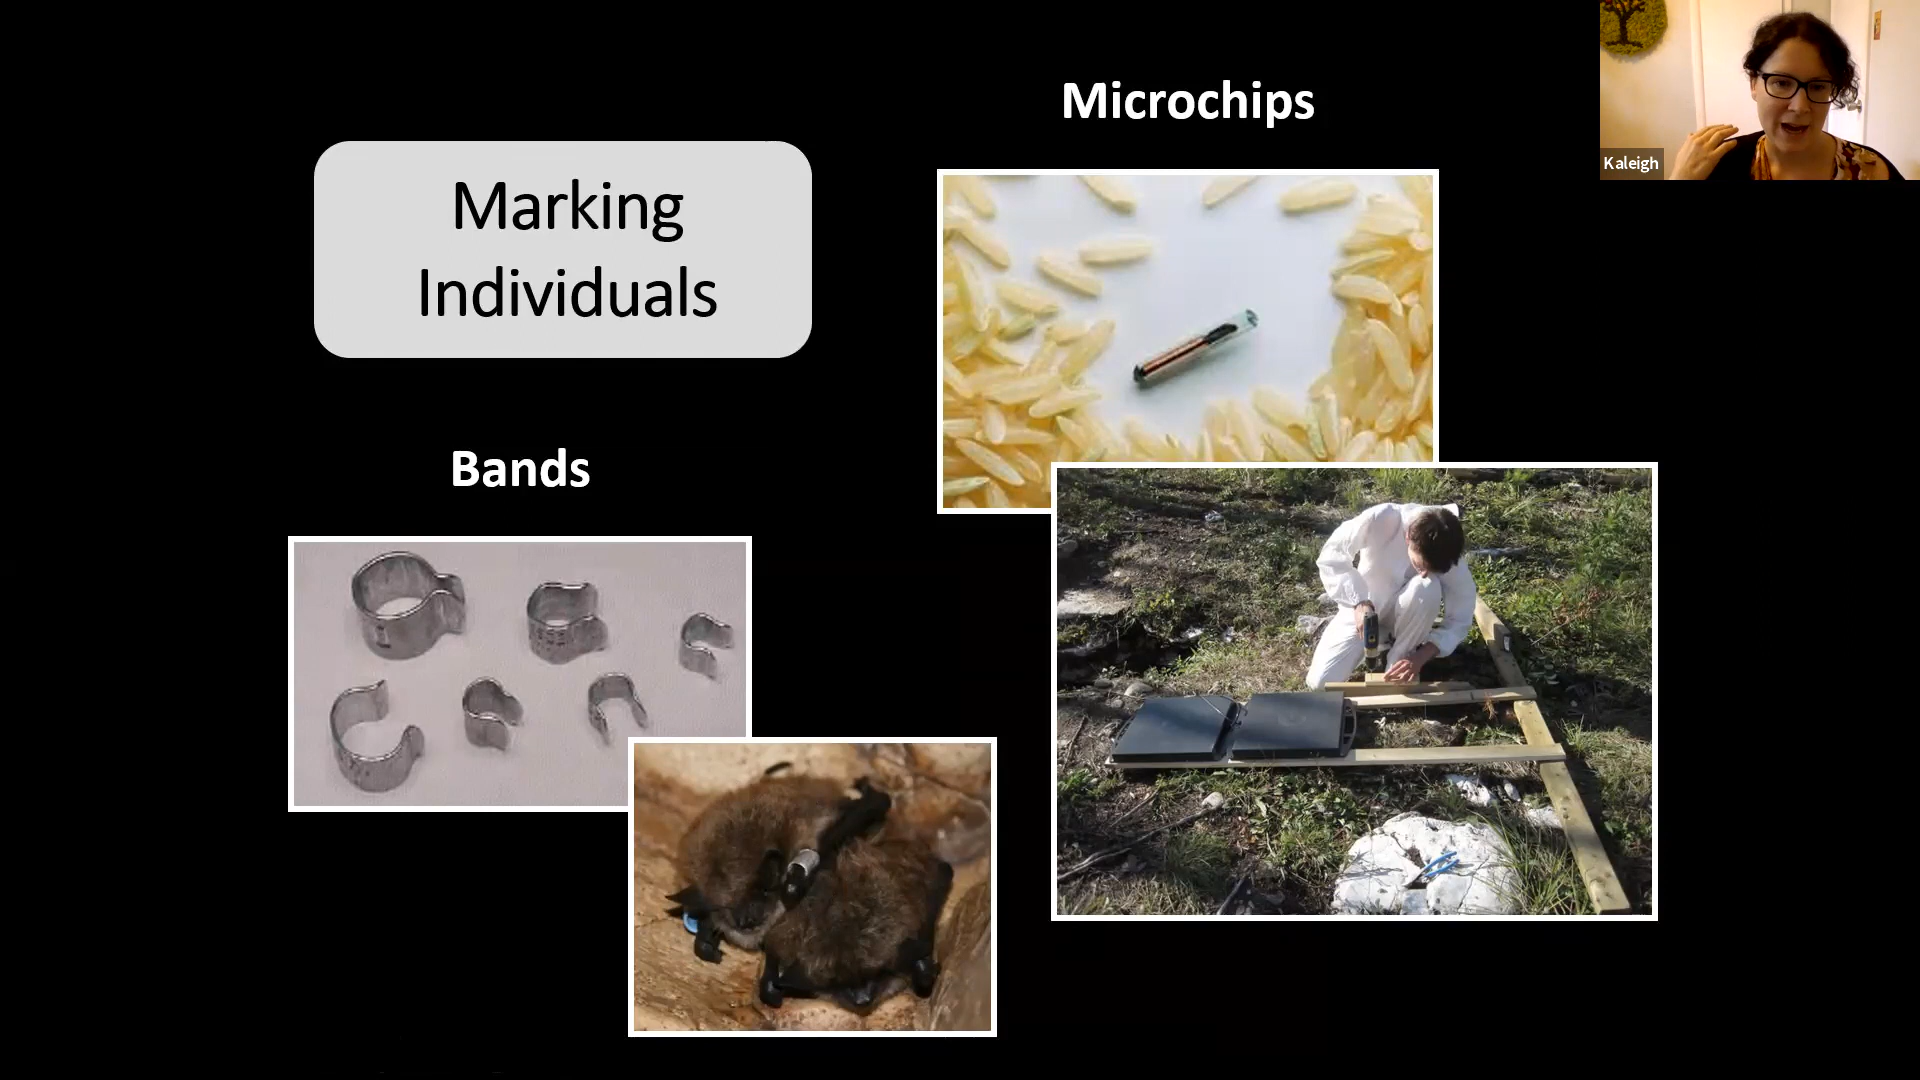 Marking
Individuals
Microchips
Kaleigh
Bands